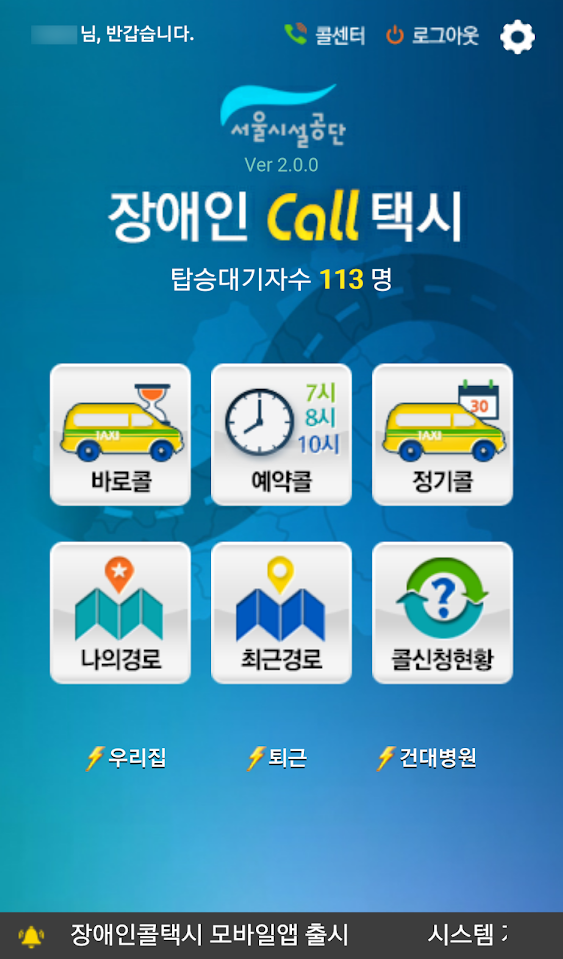 님, 반갑습니다. 콜센터 로그아웃
서울시설공단
Ver 2.0.0
장애인 Call 택시
탑승대기자수 113 명
7시
8시
10시
30
TAXI
TAXI
바로콜 예약콜 정기콜
나의경로 최근경로 콜신청현황
우리집 퇴근 건대병원
장애인콜택시 모바일앱 출시 시스템